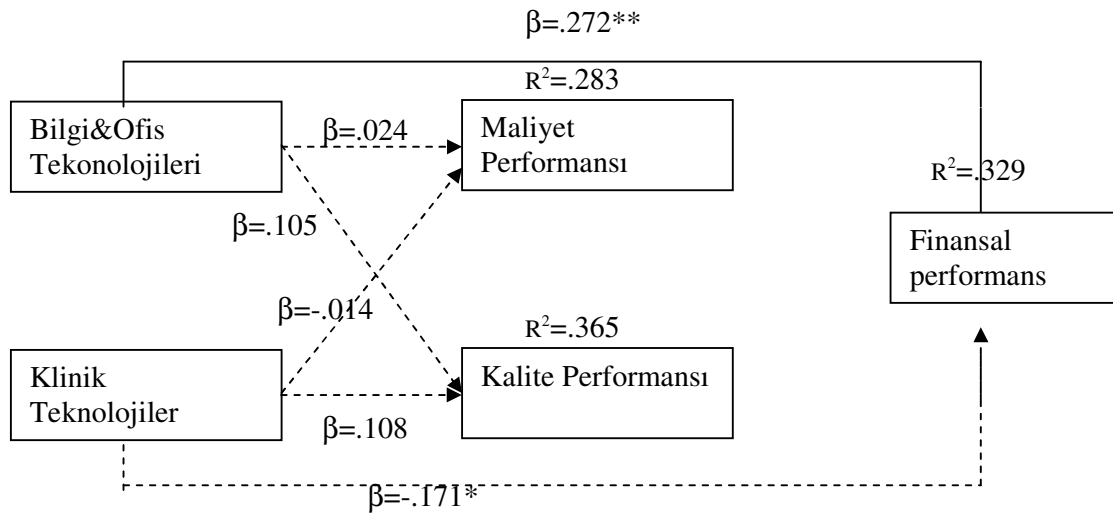 β=.272**
R²=.283
Bilgi&Ofis
Tekonolojileri
β=.024
Maliyet
Performansı
R²=.329
β=.105
Finansal
performans
β=-.014
R²=.365
Klinik
Teknolojiler
Kalite Performansı
β=.108
β=-.171*